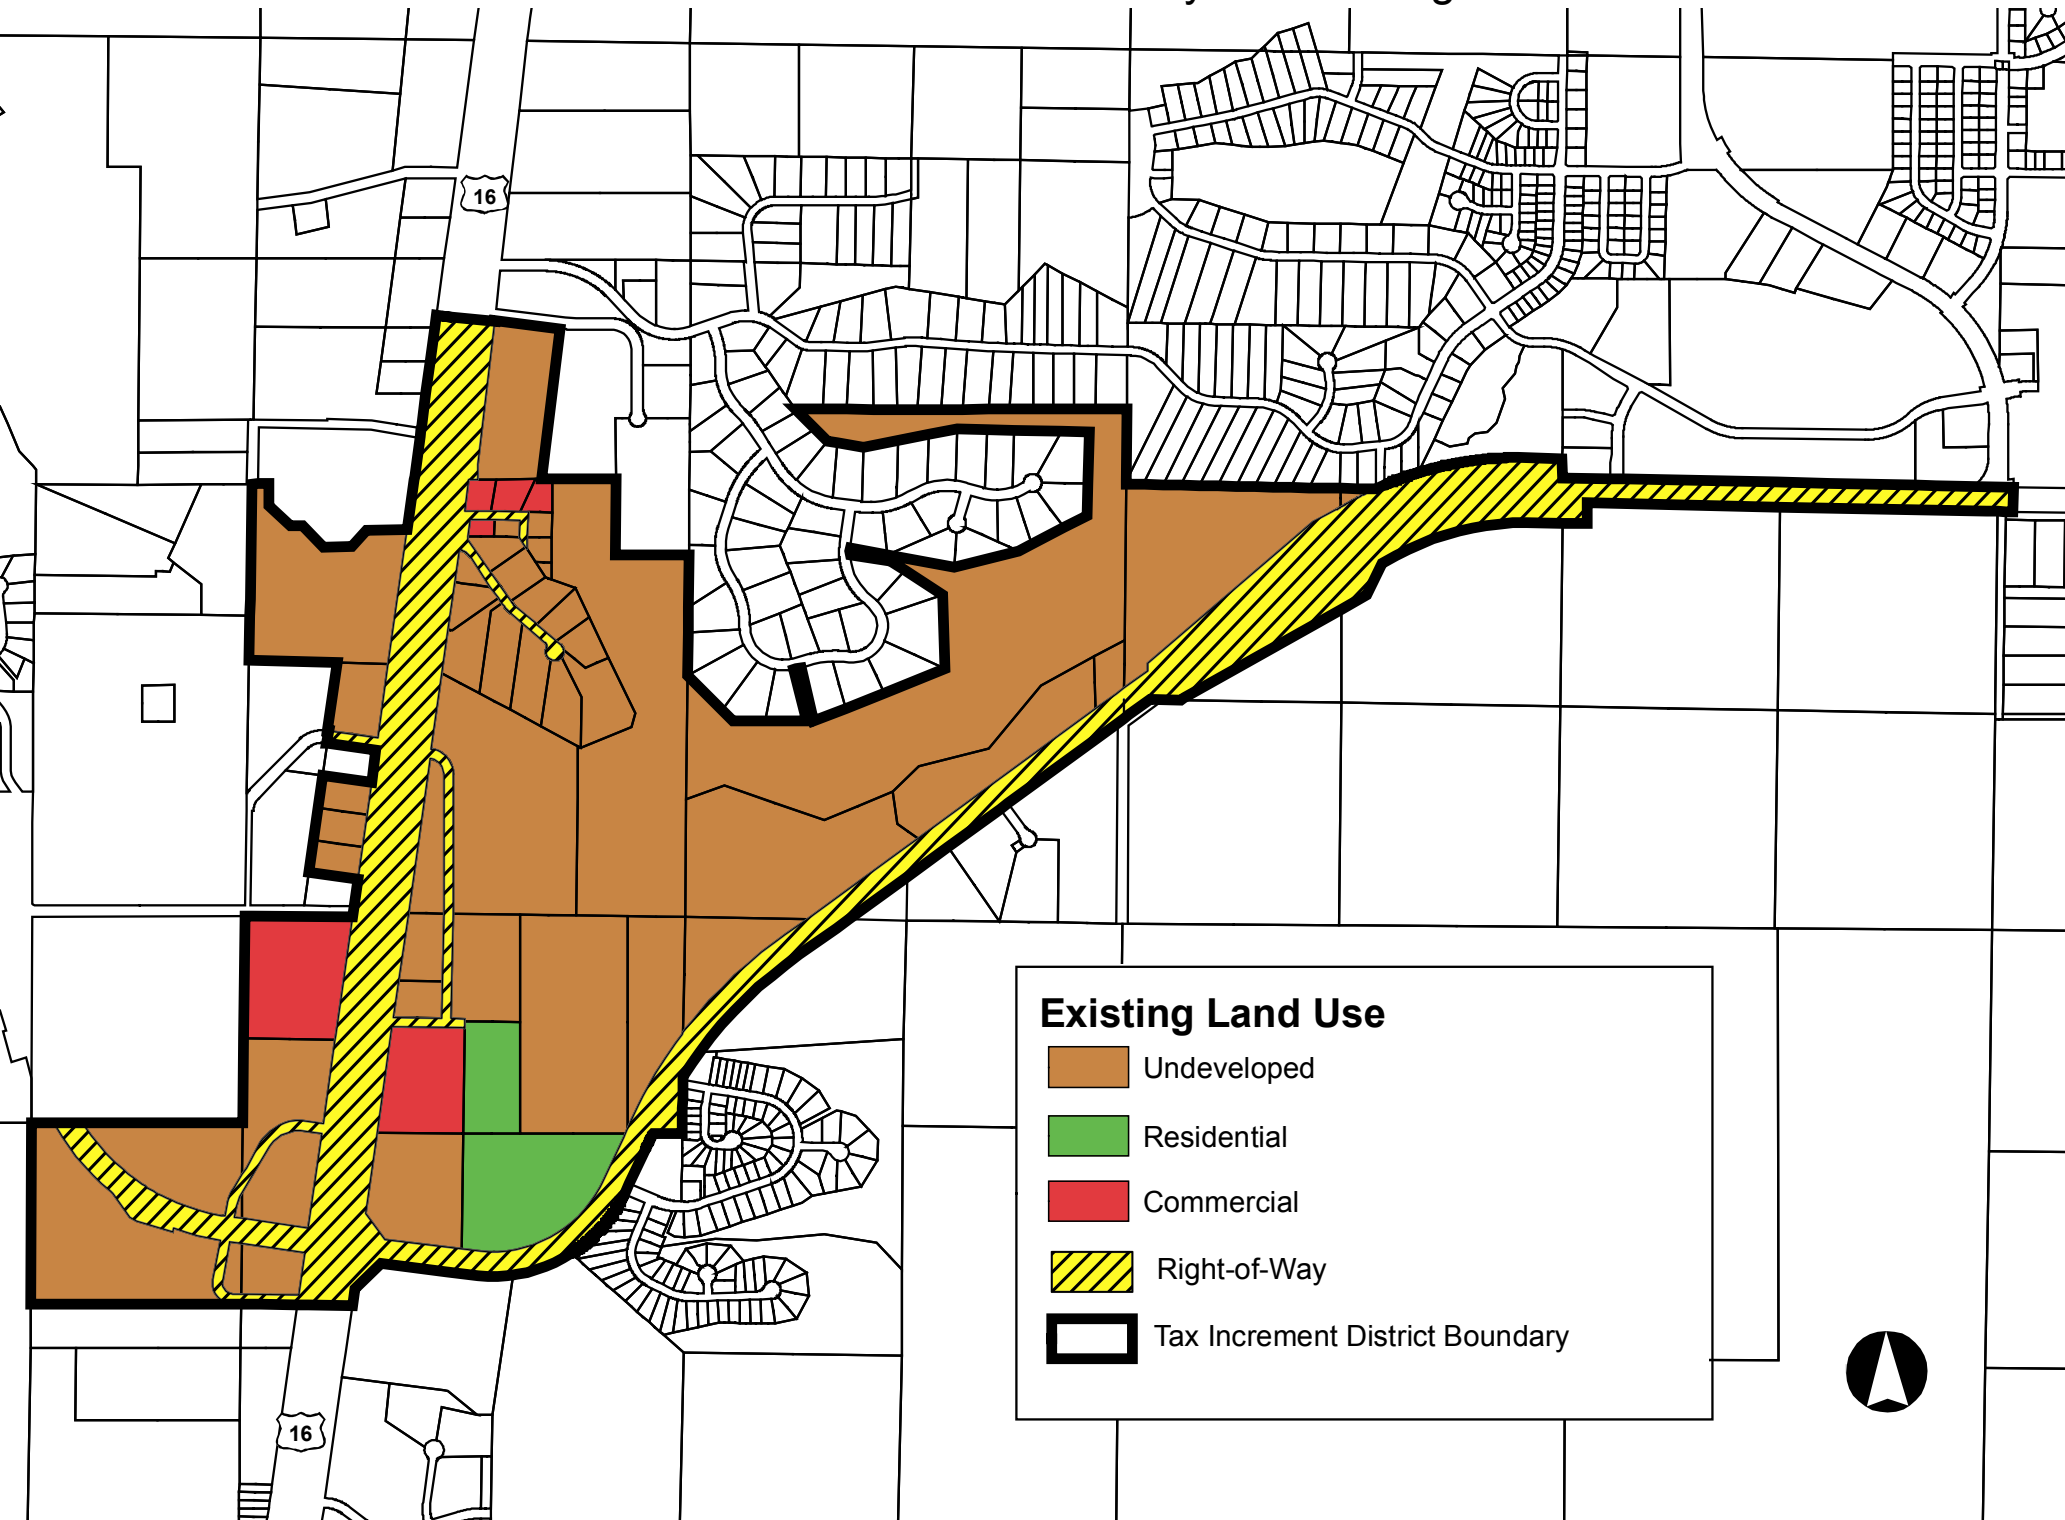 16
Existing Land Use
Undeveloped
Residential
Commercial
Right-of-Way
Tax Increment District Boundary
16